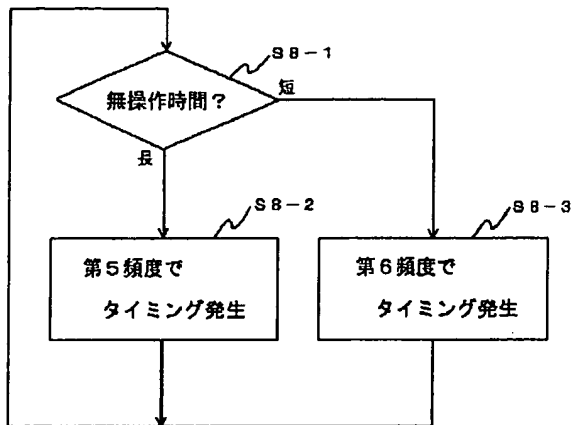 S8-1
無操作時間?
短
長
S8-2
S8-3
第5頻度で
タイミング発生
第6頻度で
タイミング発生